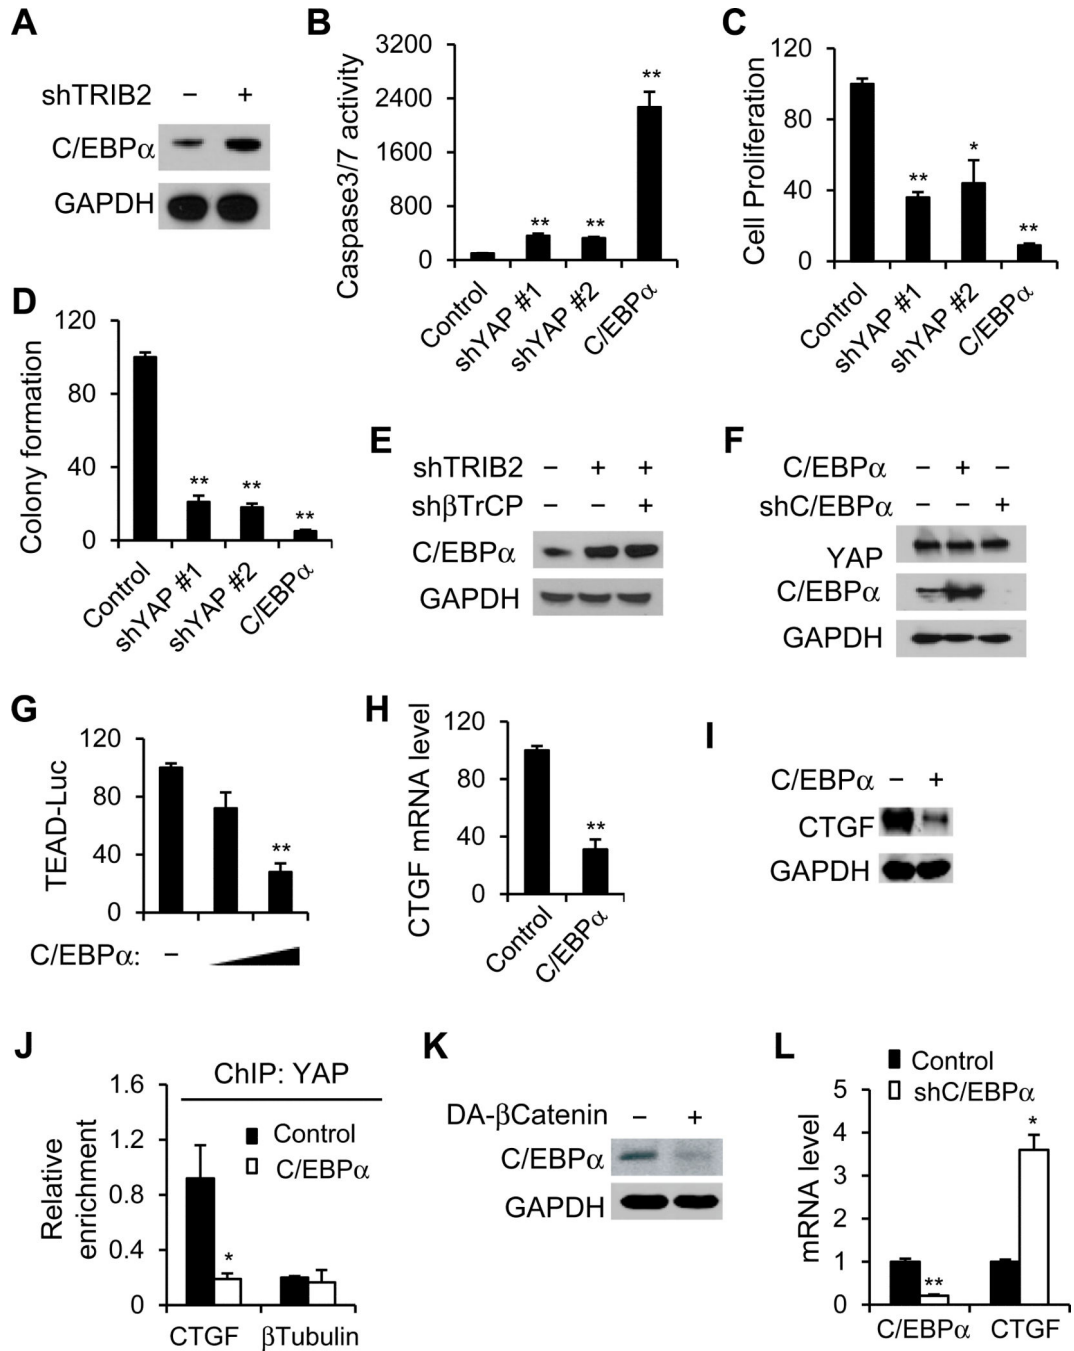 A
shTRIB2 − +
C/EBPα
GAPDH
B
Caspase3/7 activity
3200
2400
1600
800
0
** ** **
Control shYAP #1 shYAP #2 C/EBPα
C
Cell Proliferation
120
80
40
0
** * **
Control shYAP #1 shYAP #2 C/EBPα
D
Colony formation
120
80
40
0
** ** **
Control shYAP #1 shYAP #2 C/EBPα
E
shTRIB2 − + +
shβTrCP − − +
C/EBPα
GAPDH
F
C/EBPα − + −
shC/EBPα − − +
YAP
C/EBPα
GAPDH
G
TEAD-Luc
120
80
40
0
**
C/EBPα: −
H
CTGF mRNA level
120
80
40
0
**
Control C/EBPα
I
C/EBPα − +
CTGF
GAPDH
J
ChIP: YAP
Relative
enrichment
1.6
1.2
0.8
0.4
0
Control
C/EBPα
*
CTGF βTubulin
K
DA-βCatenin − +
C/EBPα
GAPDH
L
Control
shC/EBPα
mRNA level
5
4
3
2
1
0
** *
C/EBPα CTGF